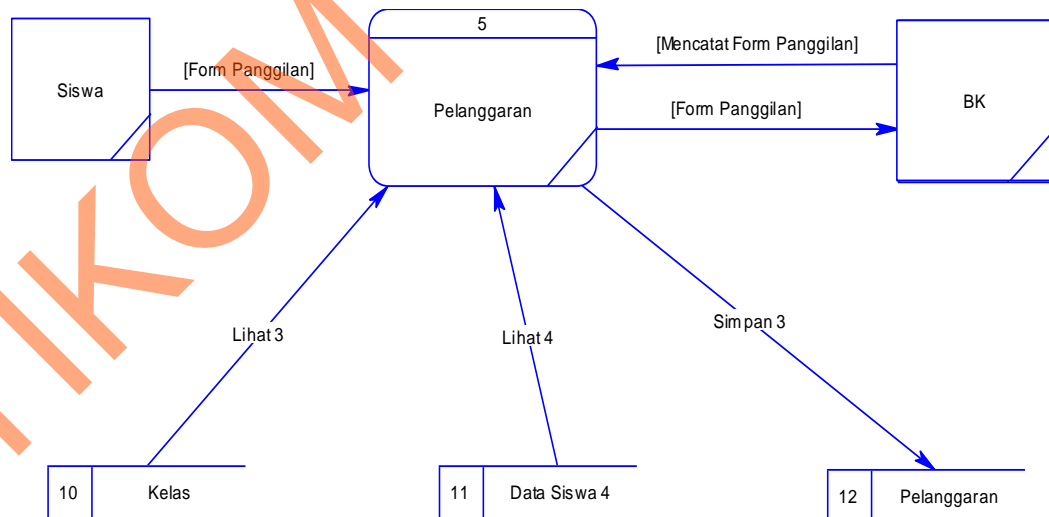 5
[Mencatat Form Panggilan]
[Form Panggilan]
Siswa
Pelanggaran
BK
[Form Panggilan]
Lihat 3
Lihat 4
Simpan 3
10 Kelas
11 Data Siswa 4
12 Pelanggaran
IKOM